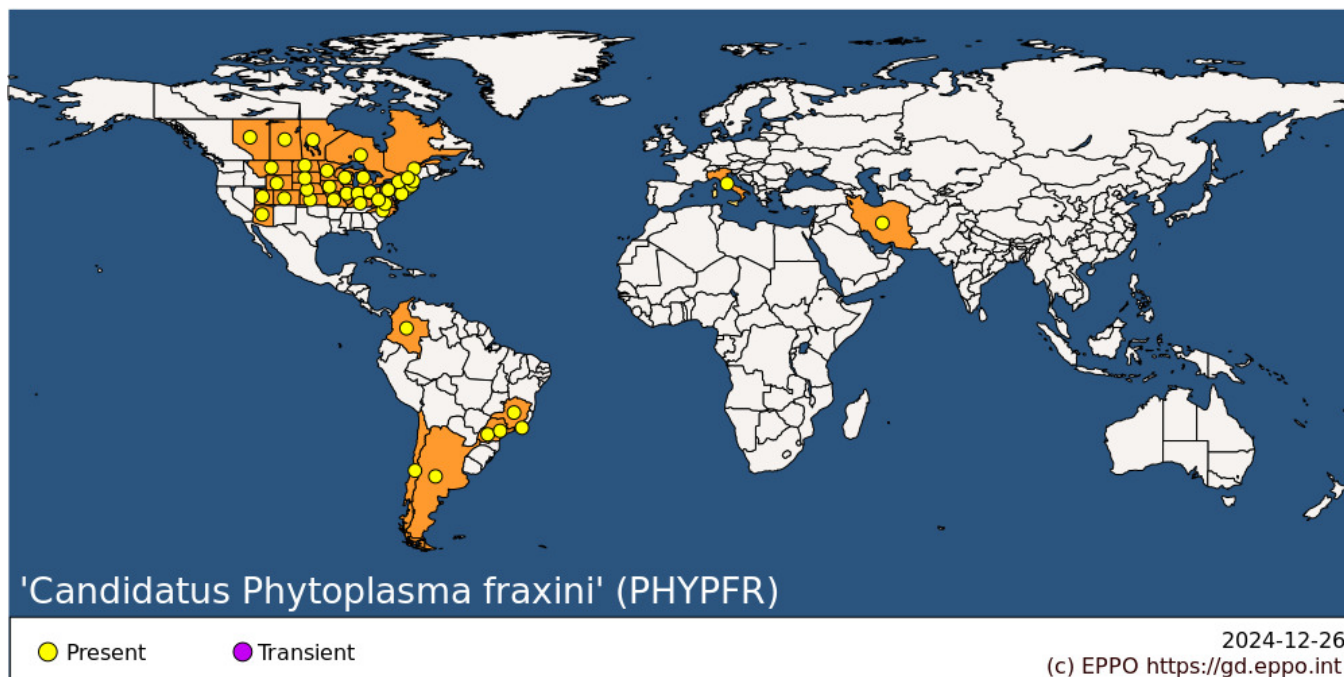 'Candidatus Phytoplasma fraxini' (PHYPFR)
Present
Transient
2024-12-26
(c) EPPO https://gd.eppo.int